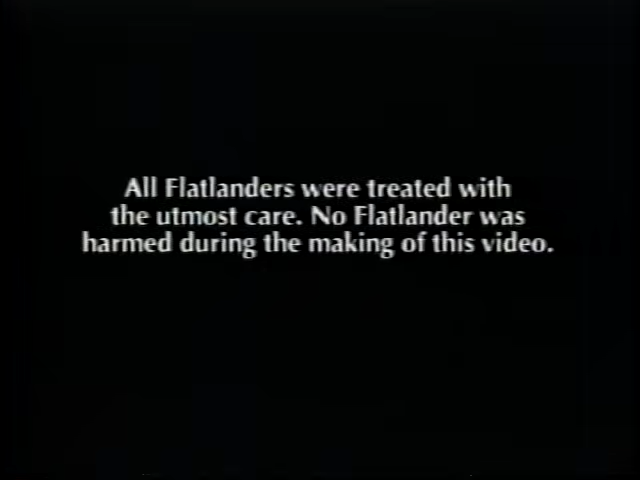 All Flatlanders were treated with
the utmost care. No Flatlander was
harmed during the making of this video.